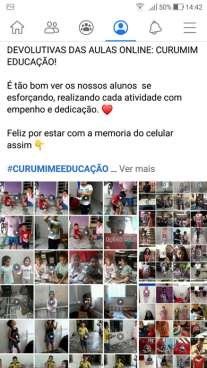 50% 14:42
DEVOLUTIVAS DAS AULAS ONLINE: CURUMIM
EDUCAÇÃO!
É tão bom ver os nossos alunos se
esforçando, realizando cada atividade com
empenho e dedicação. ❤️
Feliz por estar com a memoria do celular
assim 👇
#CURUMIMEEDUCAÇÃO ... Ver mais